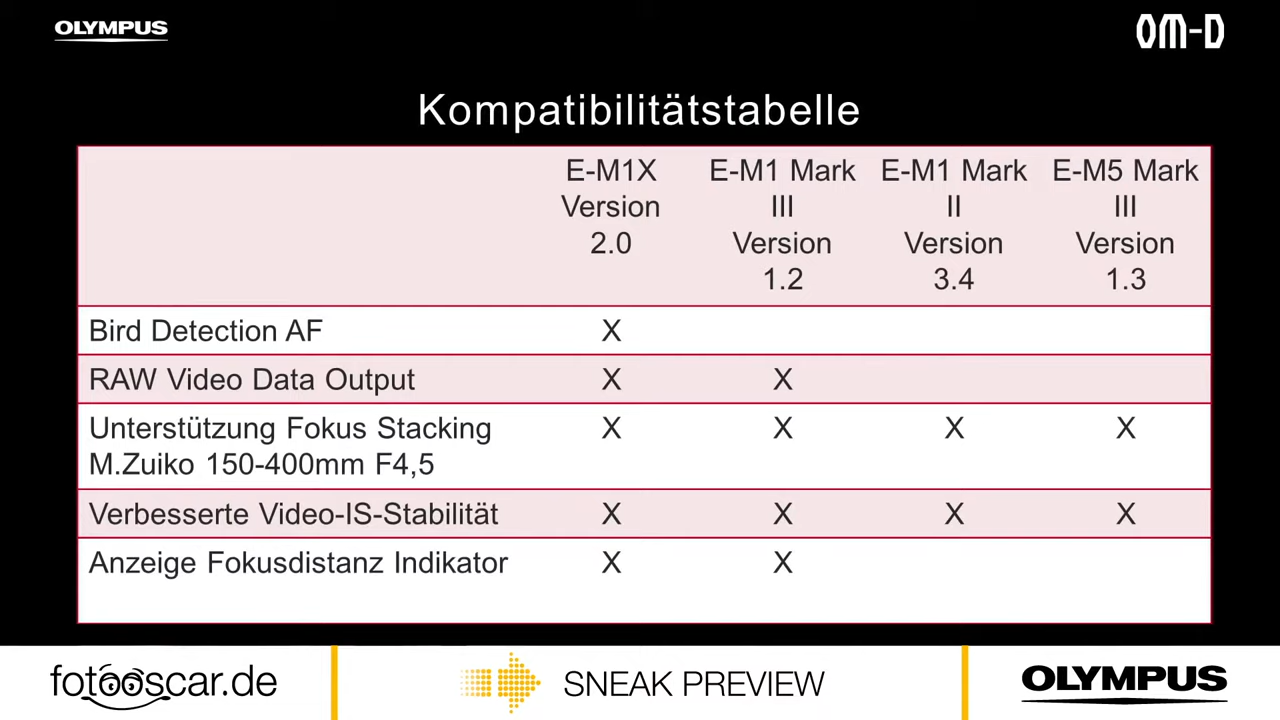 OLYMPUS
OM-D
Kompatibilitätstabelle
E-M1X Version 2.0
E-M1 Mark III Version 1.2
E-M1 Mark II Version 3.4
E-M5 Mark III Version 1.3
Bird Detection AF X
RAW Video Data Output X X
Unterstützung Fokus Stacking X X X X
M.Zuiko 150-400mm F4,5
Verbesserte Video-IS-Stabilität X X X X
Anzeige Fokusdistanz Indikator X X
fotooscar.de
SNEAK PREVIEW
OLYMPUS